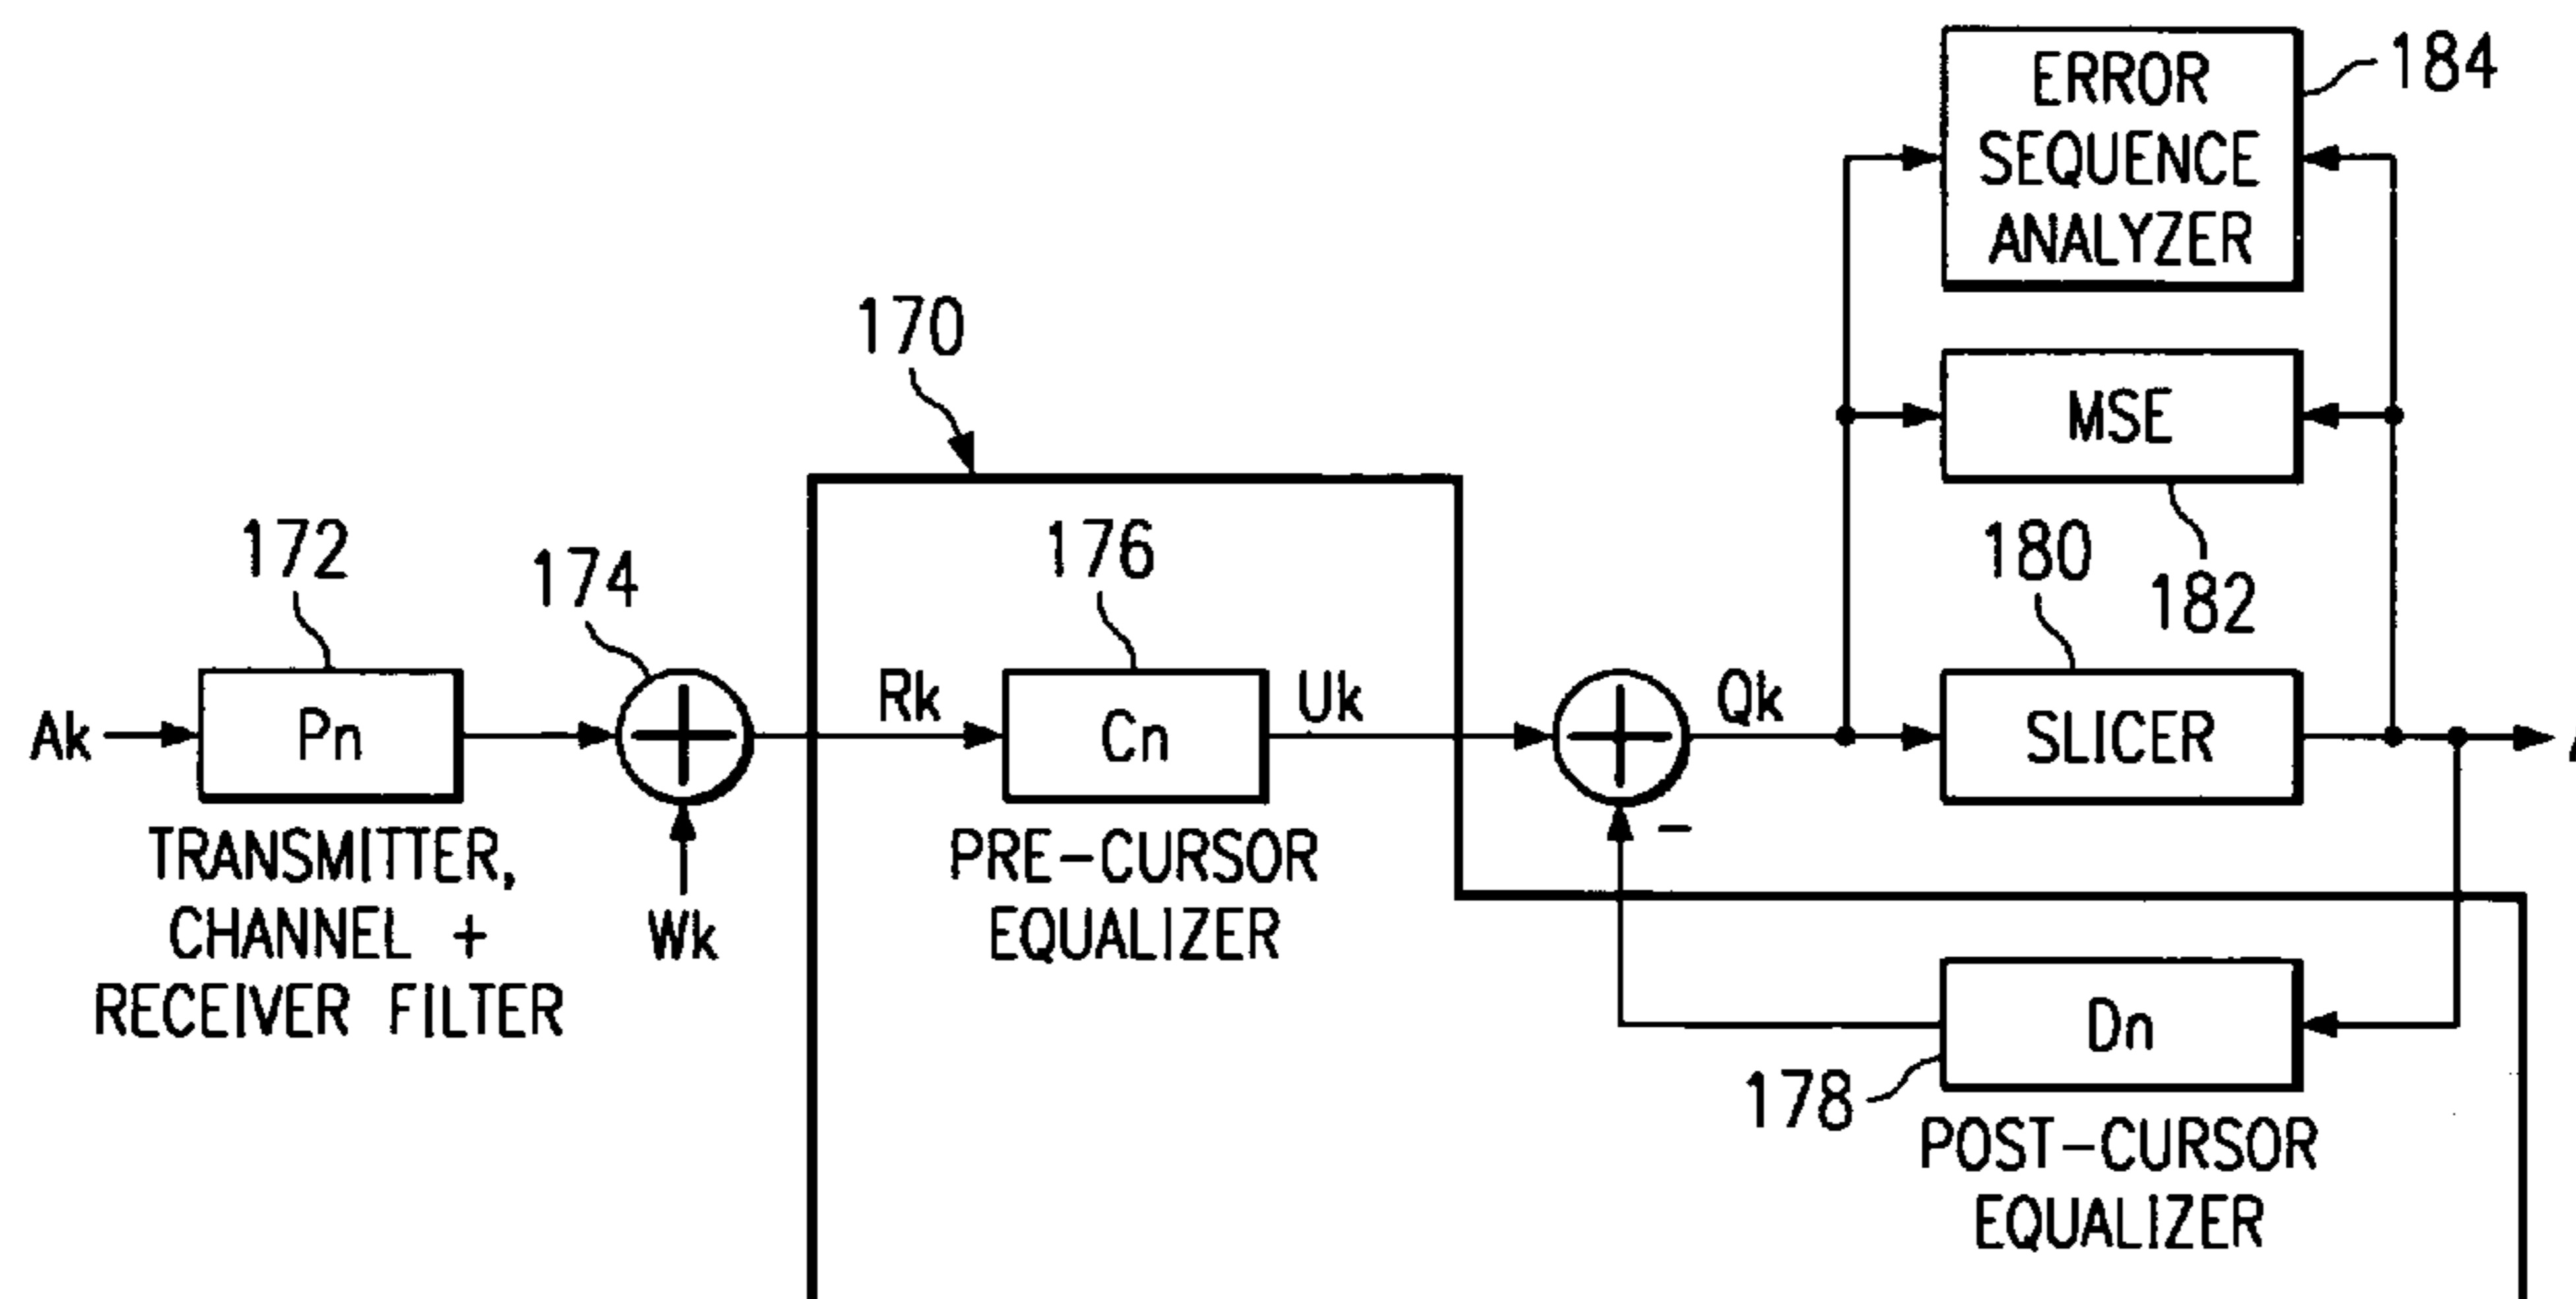 ERROR
SEQUENCE
ANALYZER
184
170
MSE
172
174
176
180
182
Ak
Pn
Rk
Cn
Uk
Qk
SLICER
-
TRANSMITTER,
CHANNEL +
RECEIVER FILTER
Wk
PRE-CURSOR
EQUALIZER
Dn
178
POST-CURSOR
EQUALIZER